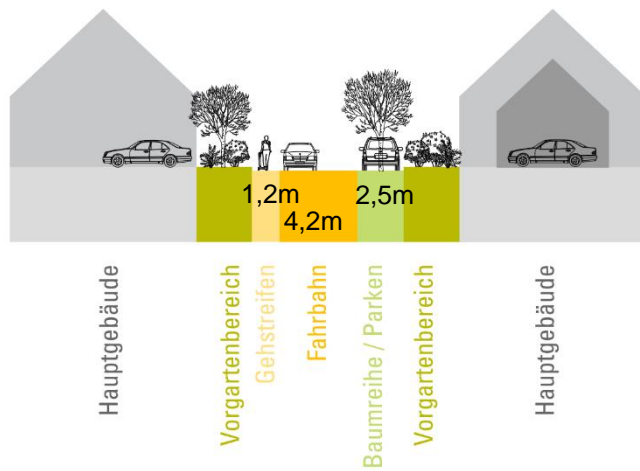 1,2m
4,2m
2,5m
Hauptgebäude
Vorgartenbereich
Gehstreifen
Fahrbahn
Baumreihe / Parken
Vorgartenbereich
Hauptgebäude